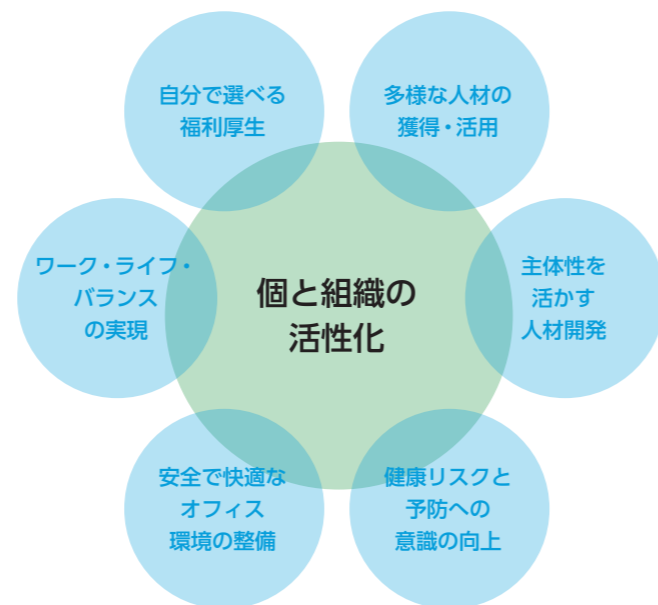 自分で選べる
福利厚生
多様な人材の
獲得・活用
ワーク・ライフ・
バランス
の実現
個と組織の
活性化
主体性を
活かす
人材開発
安全で快適な
オフィス
環境の整備
健康リスクと
予防への
意識の向上